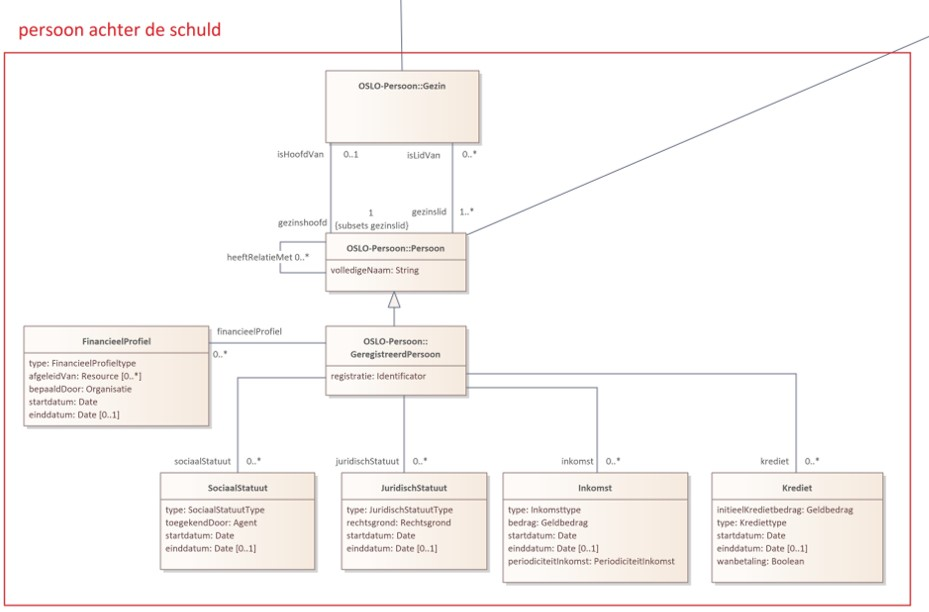 persoon achter de schuld
OSLO-Persoon::Gezin
isHoofdVan 0..1 isLidVan 0..*
1 gezinslid 1..*
gezinshoofd {subsets gezinslid}
OSLO-Persoon::Persoon
heeftRelatieMet 0..*
volledigeNaam: String
financieelProfiel
0..*
FinancieelProfiel
type: FinancieelProfieltype
afgeleidVan: Resource [0..*]
bepaaldDoor: Organisatie
startdatum: Date
einddatum: Date [0..1]
OSLO-Persoon::
GeregistreerdPersoon
registratie: Identificator
sociaalStatuut 0..* juridischStatuut 0..* inkomst 0..* krediet 0..*
SociaalStatuut
type: SociaalStatuutType
toegekendDoor: Agent
startdatum: Date
einddatum: Date [0..1]
JuridischStatuut
type: JuridischStatuutType
rechtsgrond: Rechtsgrond
startdatum: Date
einddatum: Date [0..1]
Inkomst
type: Inkomsttype
bedrag: Geldbedrag
startdatum: Date
einddatum: Date [0..1]
periodiciteitInkomst: PeriodiciteitInkomst
Krediet
initieelKredietbedrag: Geldbedrag
type: Krediettype
startdatum: Date
einddatum: Date [0..1]
wanbetaling: Boolean